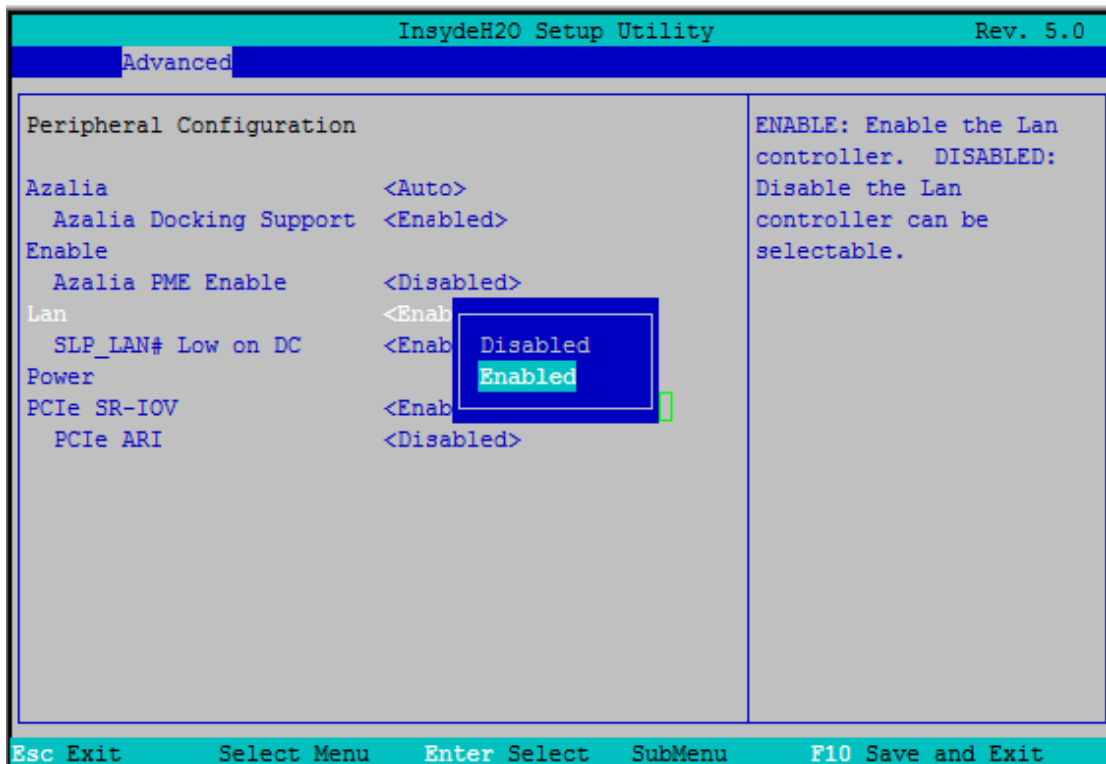 InsydeH2O Setup Utility Rev. 5.0
Advanced
Peripheral Configuration
Azalia <Auto>
Azalia Docking Support <Enabled>
Enable
Azalia PME Enable <Disabled>
Lan <Enab
SLP_LAN# Low on DC <Enab
Power
PCIe SR-IOV <Enab
PCIe ARI <Disabled>
Disabled
Enabled
ENABLE: Enable the Lan
controller. DISABLED:
Disable the Lan
controller can be
selectable.
Esc Exit Select Menu Enter Select SubMenu F10 Save and Exit